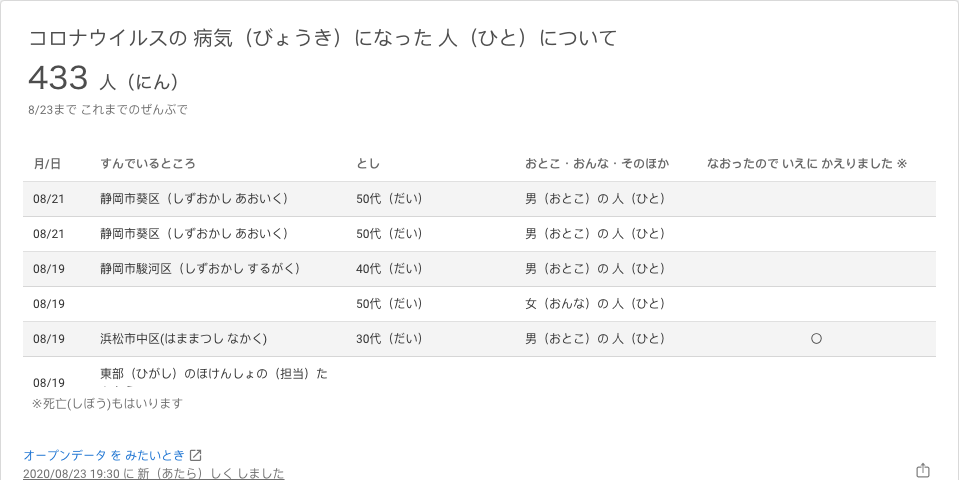 コロナウイルスの 病気（びょうき）になった 人（ひと）について
433 人（にん）
8/23まで これまでのぜんぶで
月/日 すんでいるところ とし おとこ・おんな・そのほか なおったので いえに かえりました ※
08/21 静岡市葵区（しずおかし あおいく） 50代（だい） 男（おとこ）の 人（ひと）
08/21 静岡市葵区（しずおかし あおいく） 50代（だい） 男（おとこ）の 人（ひと）
08/19 静岡市駿河区（しずおかし するがく） 40代（だい） 男（おとこ）の 人（ひと）
08/19 50代（だい） 女（おんな）の 人（ひと）
08/19 浜松市中区(はままつし なかく) 30代（だい） 男（おとこ）の 人（ひと） 〇
08/19 東部（ひがし）のほけんしょの（担当）た
※死亡(しぼう)もはいります
オープンデータ を みたいとき
2020/08/23 19:30 に 新（あたら）しく しました